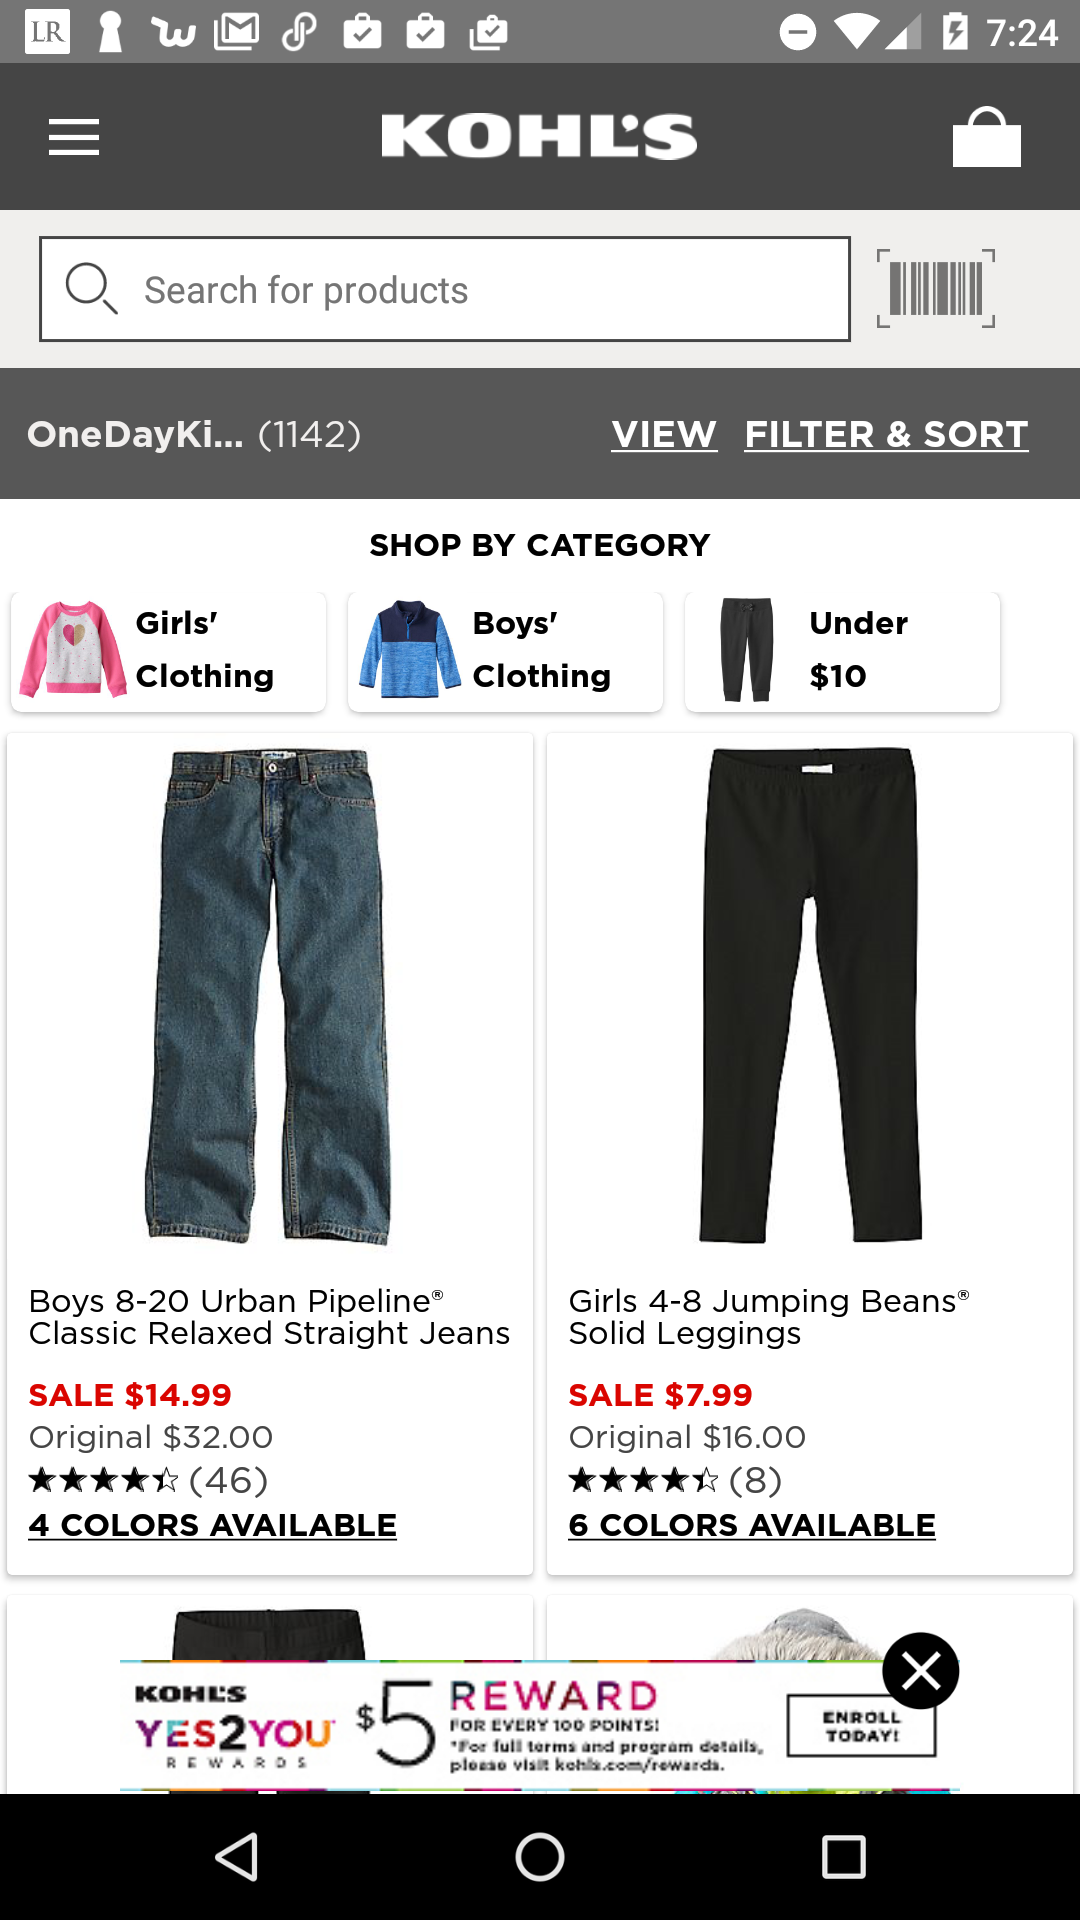 LR
7:24
KOHL'S
Search for products
OneDayKi... (1142)
VIEW FILTER & SORT
SHOP BY CATEGORY
Girls'
Clothing
Boys'
Clothing
Under
$10
Boys 8-20 Urban Pipeline®
Classic Relaxed Straight Jeans
SALE $14.99
Original $32.00
(46)
4 COLORS AVAILABLE
Girls 4-8 Jumping Beans®
Solid Leggings
SALE $7.99
Original $16.00
(8)
6 COLORS AVAILABLE
KOHL'S
YES2YOU
REWARDS
$5 REWARD
FOR EVERY 100 POINTS!
*For full terms and program details,
please visit kohls.com/rewards.
ENROLL
TODAY!